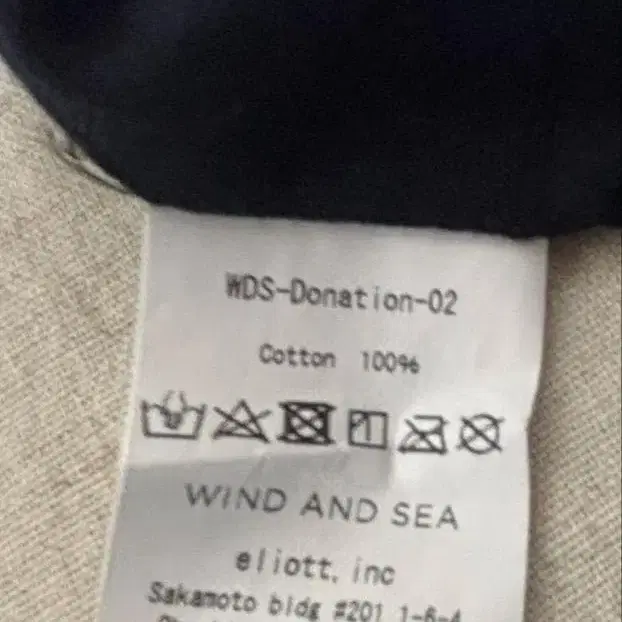 WDS-Donation-02
Cotton 100%
WIND AND SEA
eliott, inc
Sakamoto bldg #201 1-6-4